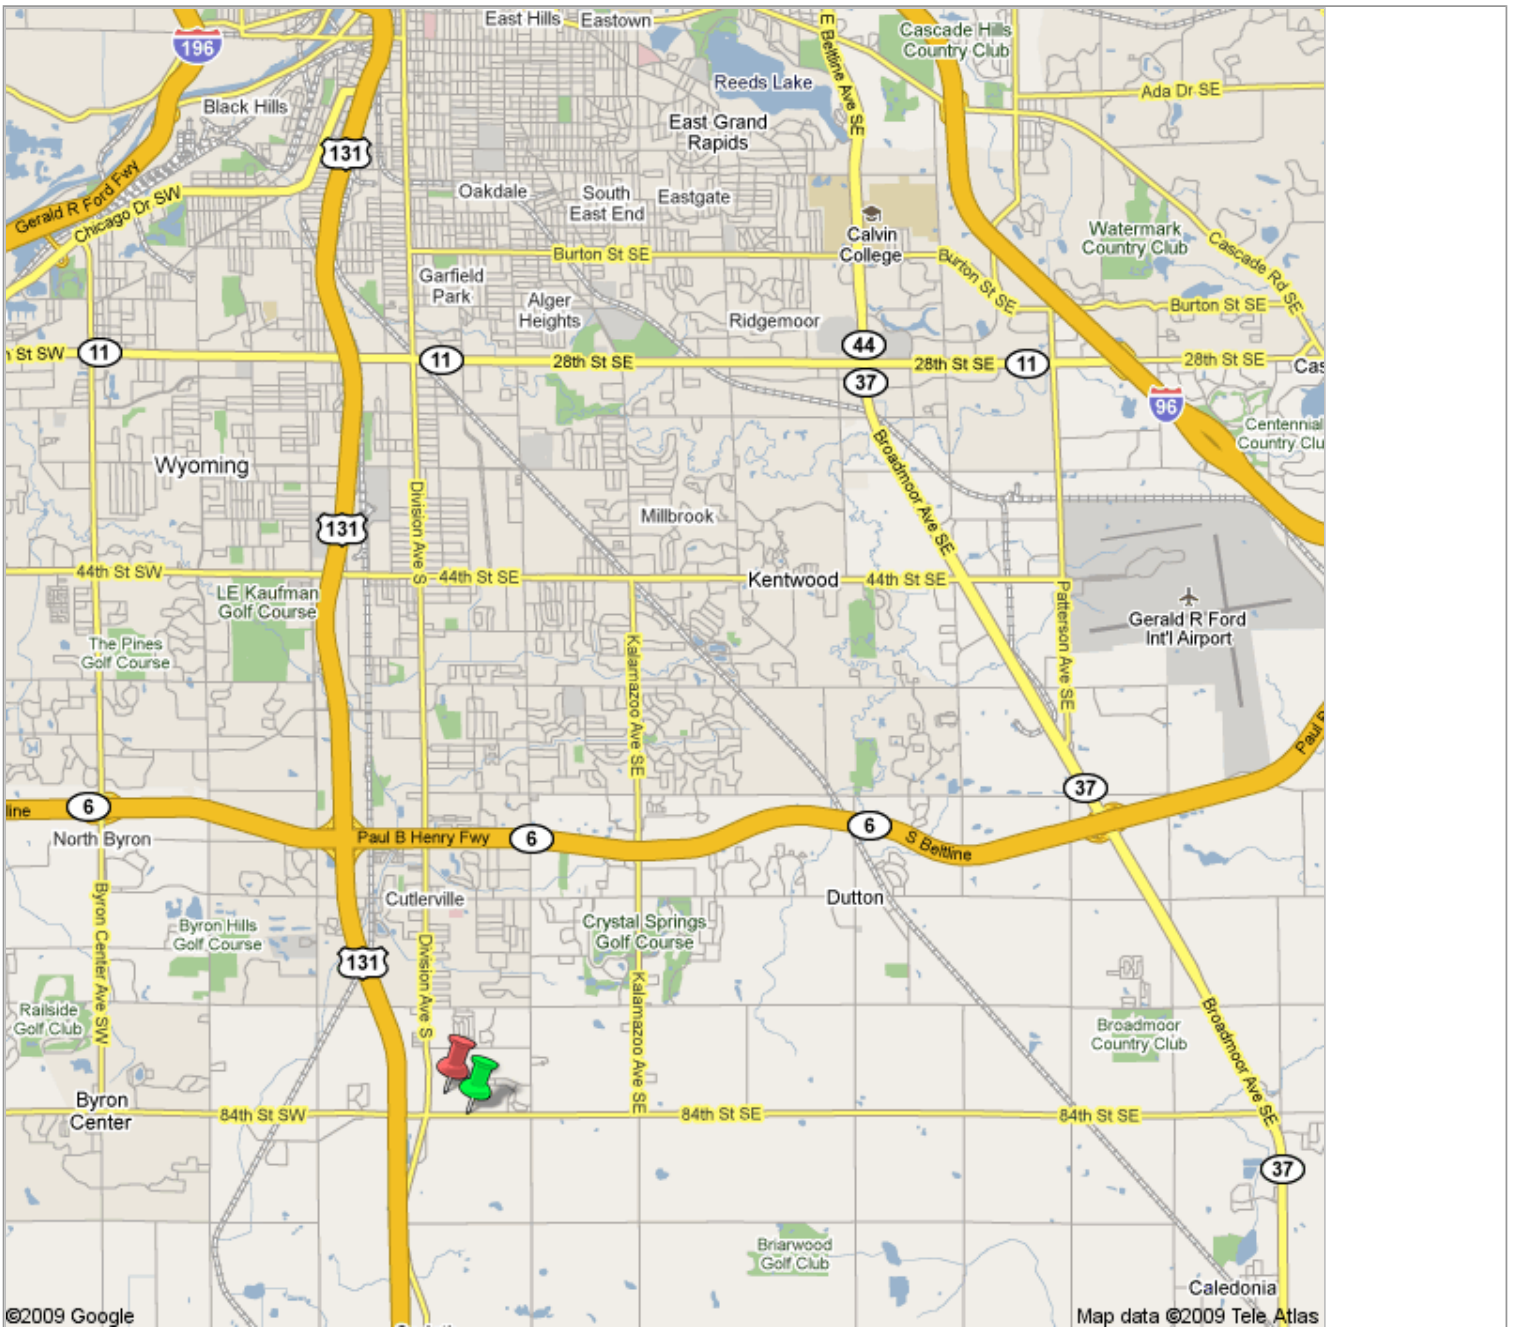 East Hills
Eastown
E Beltline Ave SE
Cascade Hills
Country Club
196
Reeds Lake
Ada Dr SE
Black Hills
East Grand
Rapids
131
Gerald R Ford Fwy
Chicago Dr SW
Oakdale
South
East End
Eastgate
Calvin
College
Watermark
Country Club
Cascade Rd SE
Burton St SE
Burton St SE
Burton St SE
Garfield
Park
Alger
Heights
Ridgemoor
44
St SW
11
11
28th St SE
28th St SE
11
28th St SE
37
96
Centennial
Country Clu
Wyoming
Broadmoor Ave SE
Division Ave S
131
Millbrook
44th St SW
44th St SE
Kentwood
44th St SE
LE Kaufman
Golf Course
Patterson Ave SE
Gerald R Ford
Int'l Airport
The Pines
Golf Course
Kalamazoo Ave SE
37
6
line
North Byron
Paul B Henry Fwy
6
6
S Beltline
Byron Center Ave SW
Cutlerville
Dutton
Byron Hills
Golf Course
Crystal Springs
Golf Course
131
Division Ave S
Kalamazoo Ave SE
Railside
Golf Club
Broadmoor
Country Club
Broadmoor Ave SE
Byron
Center
84th St SW
84th St SE
84th St SE
37
Briarwood
Golf Club
Caledonia
©2009 Google
Map data ©2009 Tele Atlas